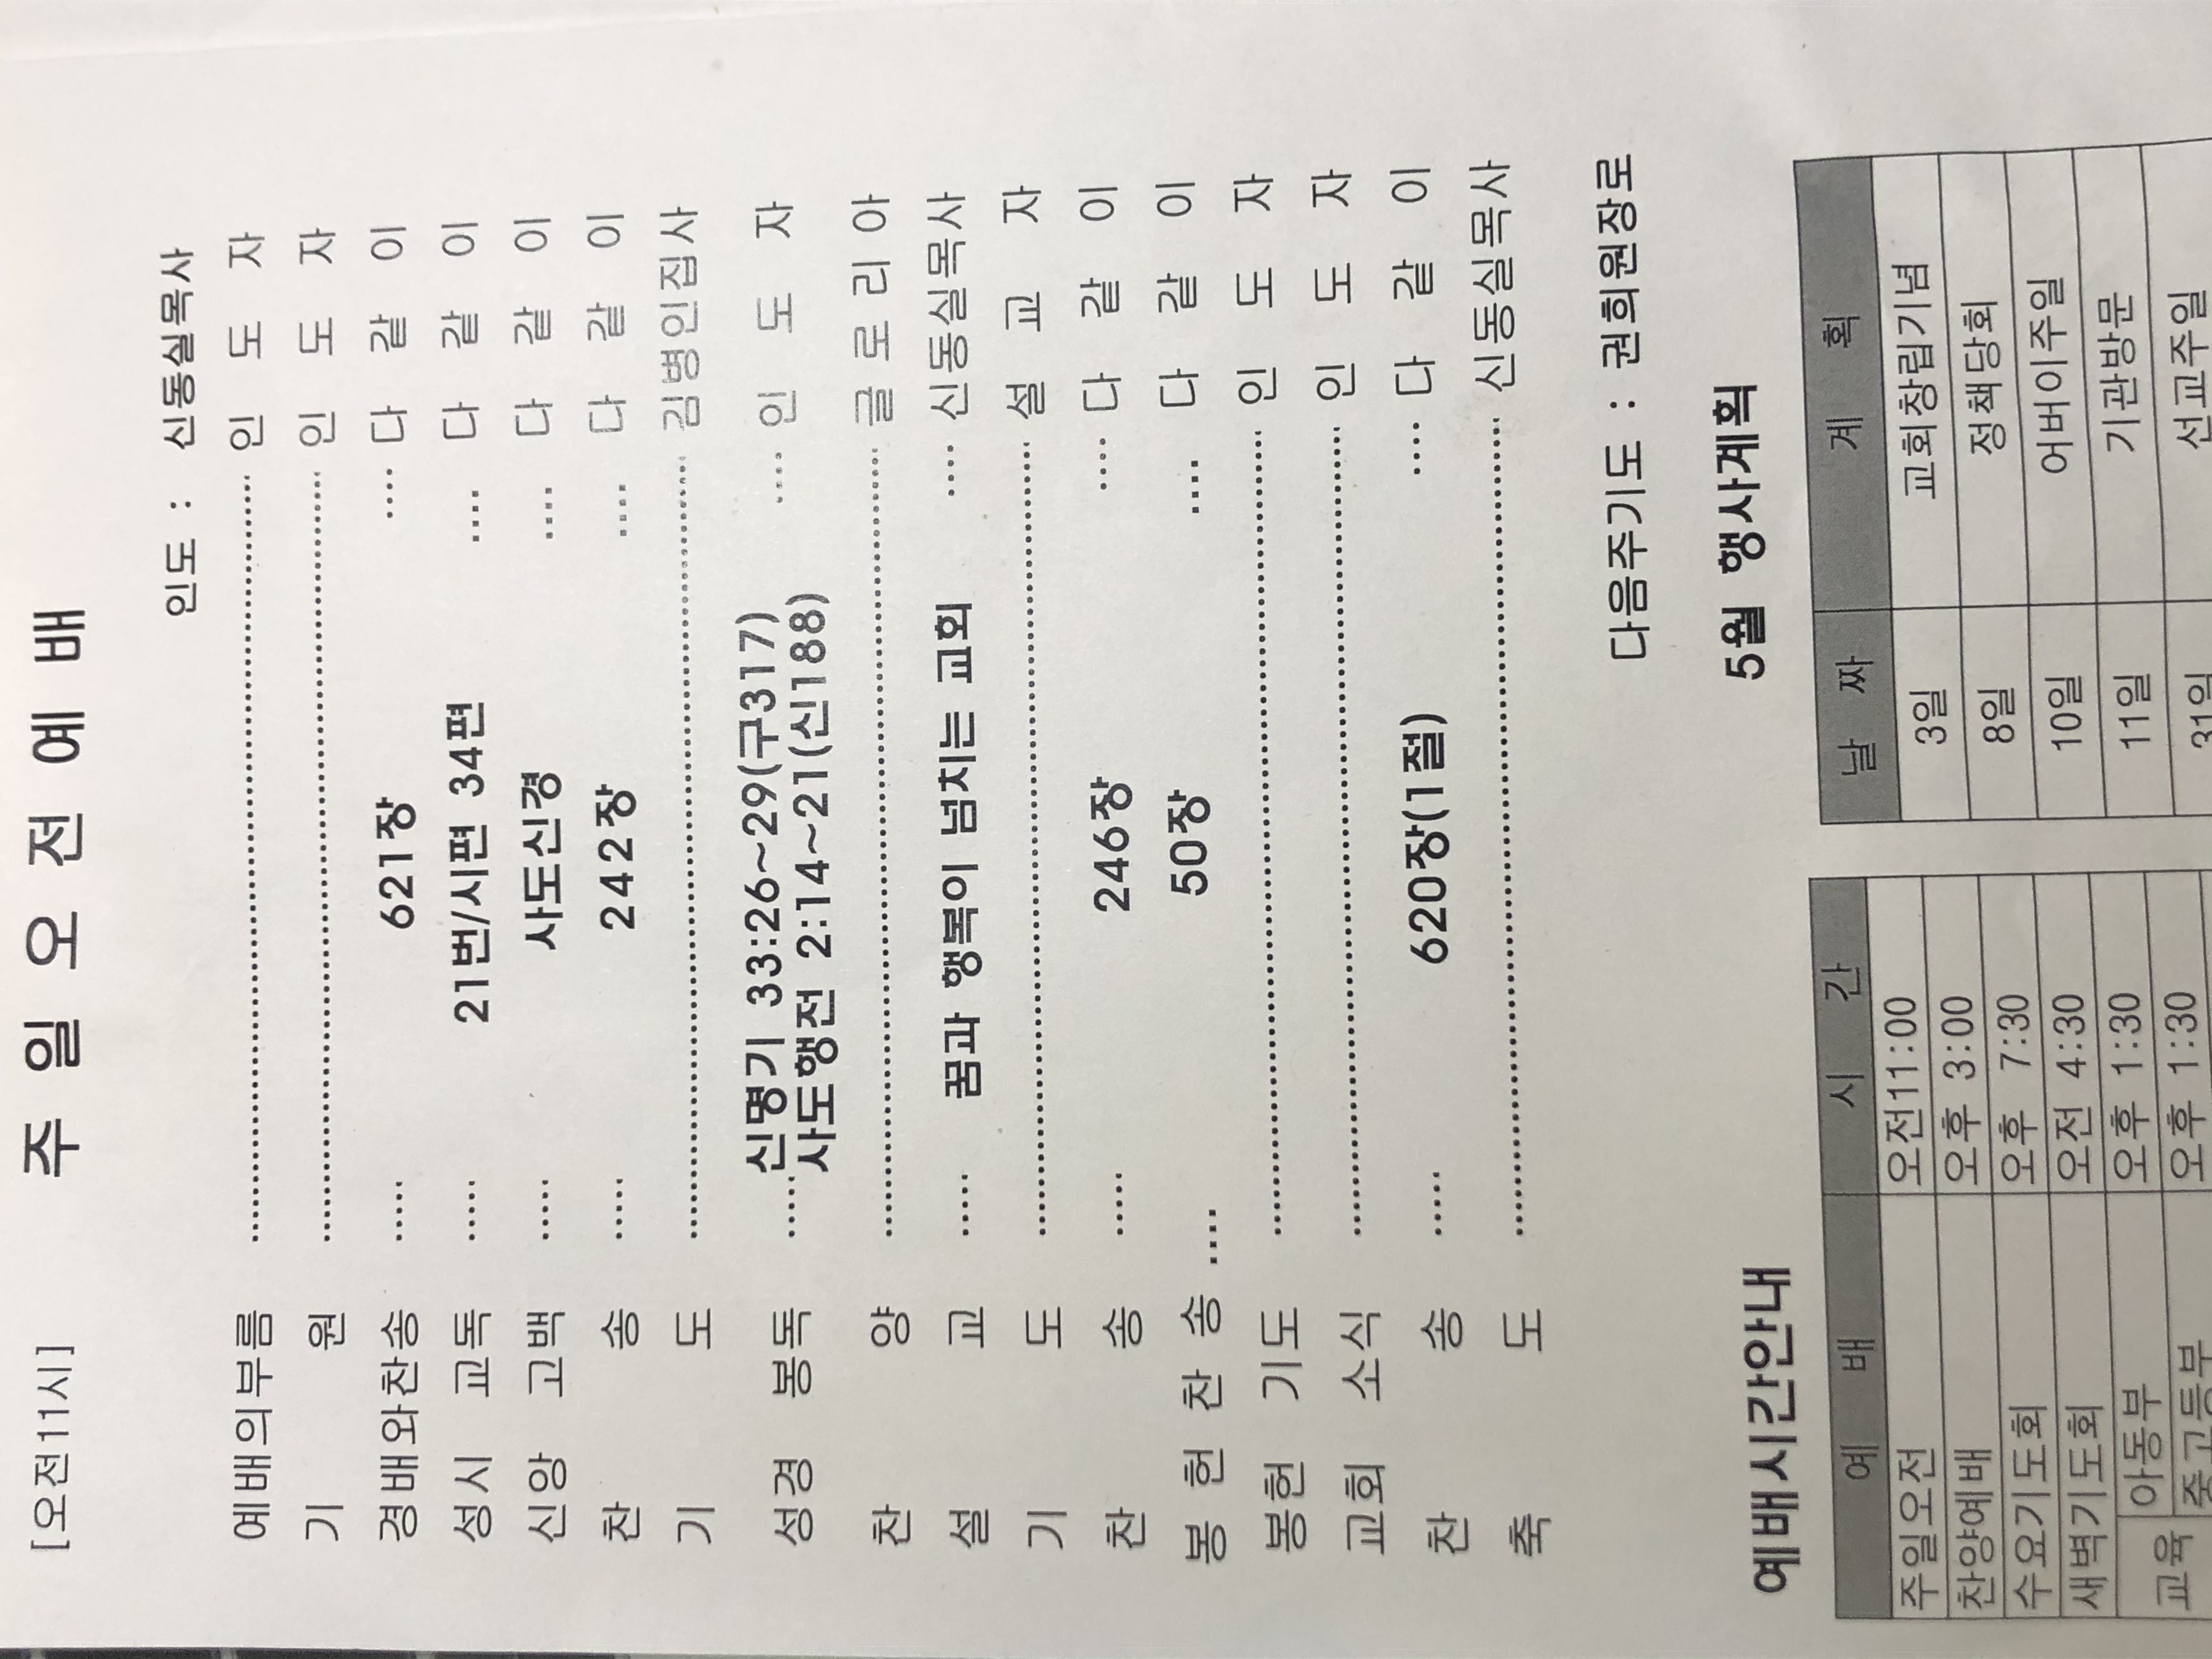 [오전11시] 주 일 오 전 예 배
인도 : 신동실목사
예배의부름 ································ 인 도 자
기 원 ································ 인 도 자
경배와찬송 ····· 621장 ···· 다 같 이
성시 교독 ····· 21번/시편 34편 .... 다 같 이
신앙 고백 ····· 사도신경 .... 다 같 이
찬 송 ····· 242장 .... 다 같 이
기 도 ································ 김병인집사
성경 봉독 ····· 신명기 33:26~29(구317)
사도행전 2:14~21(신188) ···· 인 도 자
찬 양 ································ 글 로 리 아
설 교 ····· 꿈과 행복이 넘치는 교회 ···· 신동실목사
기 도 ································ 설 교 자
찬 송 ····· 246장 ···· 다 같 이
봉 헌 찬 송 .... 50장 .... 다 같 이
봉헌 기도 ································ 인 도 자
교회 소식 ································ 인 도 자
찬 송 ····· 620장(1절) ···· 다 같 이
축 도 ································ 신동실목사
다음주기도 : 권희원장로
예배시간안내
예 배 시 간
주일오전 오전11:00
찬양예배 오후 3:00
수요기도회 오후 7:30
새벽기도회 오전 4:30
교육 아동부 오후 1:30
중고등부 오후 1:30
5월 행사계획
날 짜 계 획
3일 교회창립기념
8일 정책당회
10일 어버이주일
11일 기관방문
31일 선교주일